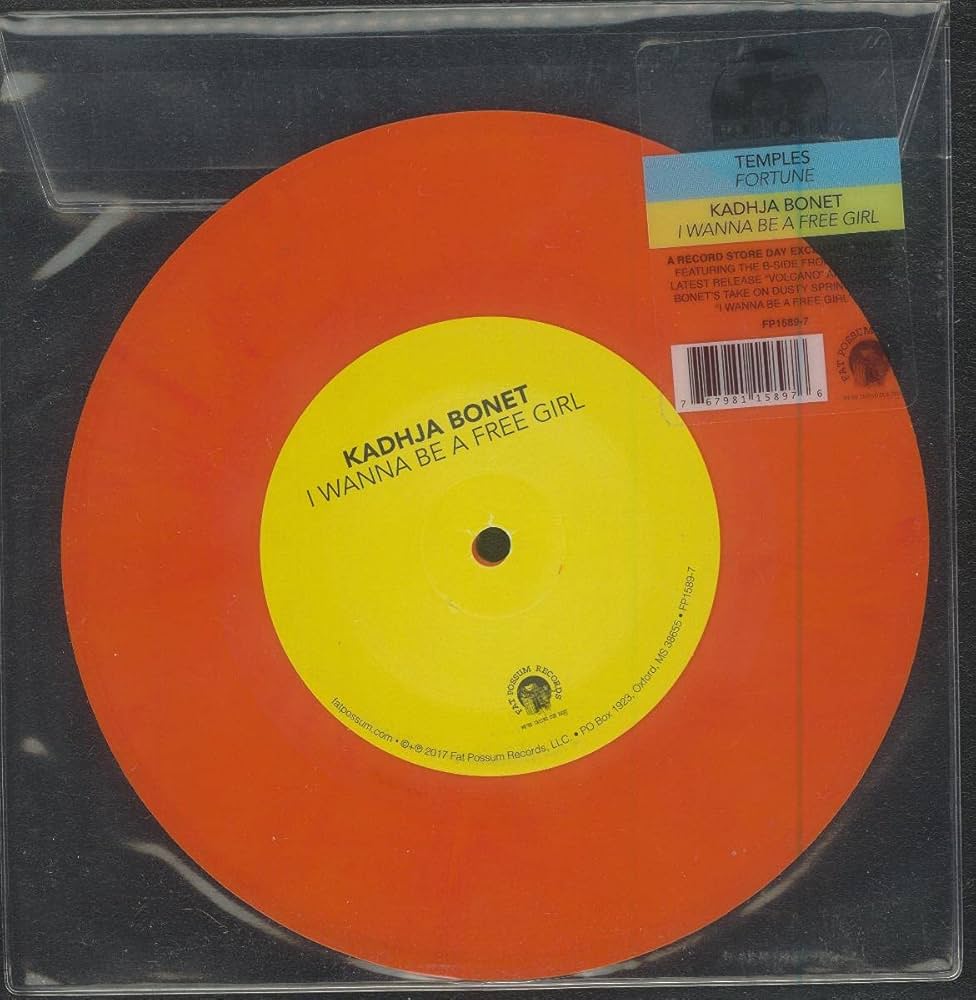 TEMPLES
FORTUNE
KADHJA BONET
I WANNA BE A FREE GIRL
A RECORD STORE DAY
FEATURING THE B-SIDE
LATEST RELEASE "VOLCANO"
BONET'S TAKE ON DUSTY
"I WANNA BE A FREE GIRL
FP1589-7
7 67981 15897 6
FAT POSSUM
KADHJA BONET
I WANNA BE A FREE GIRL
FAT POSSUM RECORDS
fatpossum.com • ©+℗ 2017 Fat Possum Records, LLC. • PO Box 1923, Oxford, MS 38655 • FP1589-7